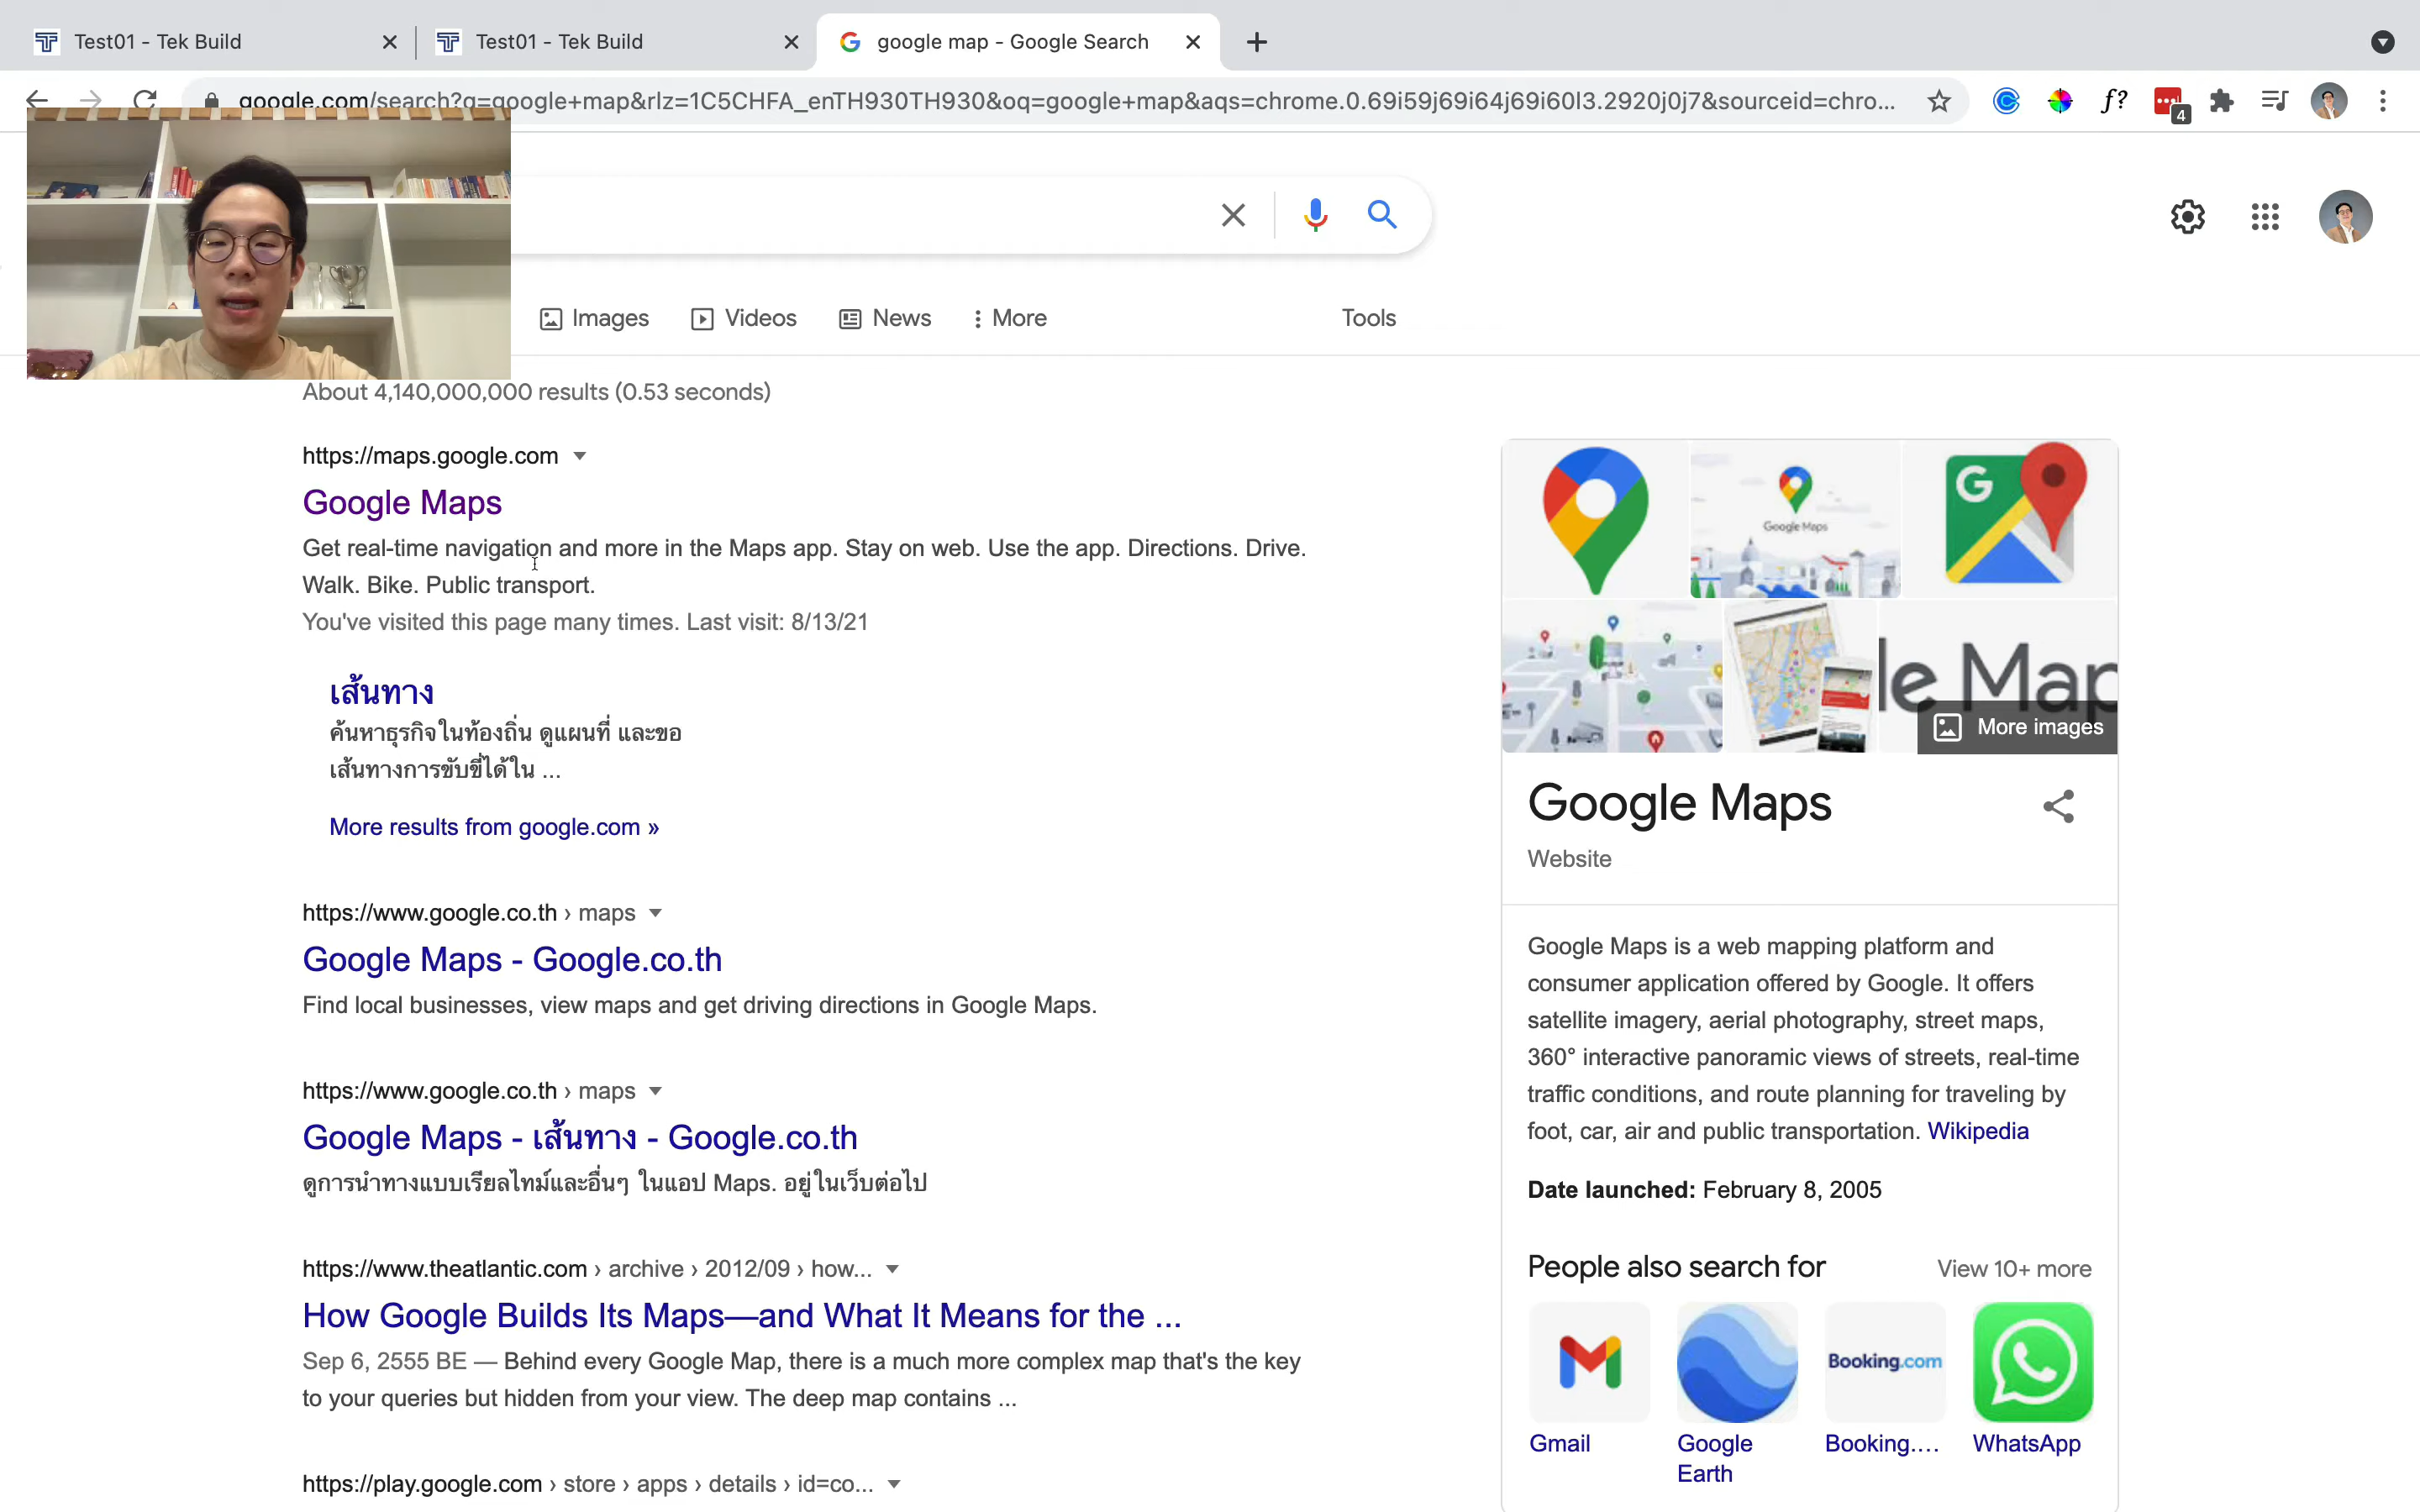 Test01 - Tek Build
Test01 - Tek Build
google map - Google Search
google.com/search?q=google+map&rlz=1C5CHFA_enTH930TH930&oq=google+map&aqs=chrome.0.69i59j69i64j69i60l3.2920j0j7&sourceid=chro...
f?
4
Images
Videos
News
More
Tools
About 4,140,000,000 results (0.53 seconds)
https://maps.google.com
Google Maps
Get real-time navigation and more in the Maps app. Stay on web. Use the app. Directions. Drive.
Walk. Bike. Public transport.
You've visited this page many times. Last visit: 8/13/21
เส้นทาง
ค้นหาธุรกิจในท้องถิ่น ดูแผนที่ และขอ
เส้นทางการขับขี่ได้ใน ...
More results from google.com »
https://www.google.co.th › maps
Google Maps - Google.co.th
Find local businesses, view maps and get driving directions in Google Maps.
https://www.google.co.th › maps
Google Maps - เส้นทาง - Google.co.th
ดูการนำทางแบบเรียลไทม์และอื่นๆ ในแอป Maps. อยู่ในเว็บต่อไป
https://www.theatlantic.com › archive › 2012/09 › how...
How Google Builds Its Maps—and What It Means for the ...
Sep 6, 2555 BE — Behind every Google Map, there is a much more complex map that's the key
to your queries but hidden from your view. The deep map contains ...
https://play.google.com › store › apps › details › id=co...
Google Maps
G
le Map
More images
Google Maps
Website
Google Maps is a web mapping platform and
consumer application offered by Google. It offers
satellite imagery, aerial photography, street maps,
360° interactive panoramic views of streets, real-time
traffic conditions, and route planning for traveling by
foot, car, air and public transportation. Wikipedia
Date launched: February 8, 2005
People also search for
View 10+ more
Booking.com
Gmail
Google
Earth
Booking....
WhatsApp